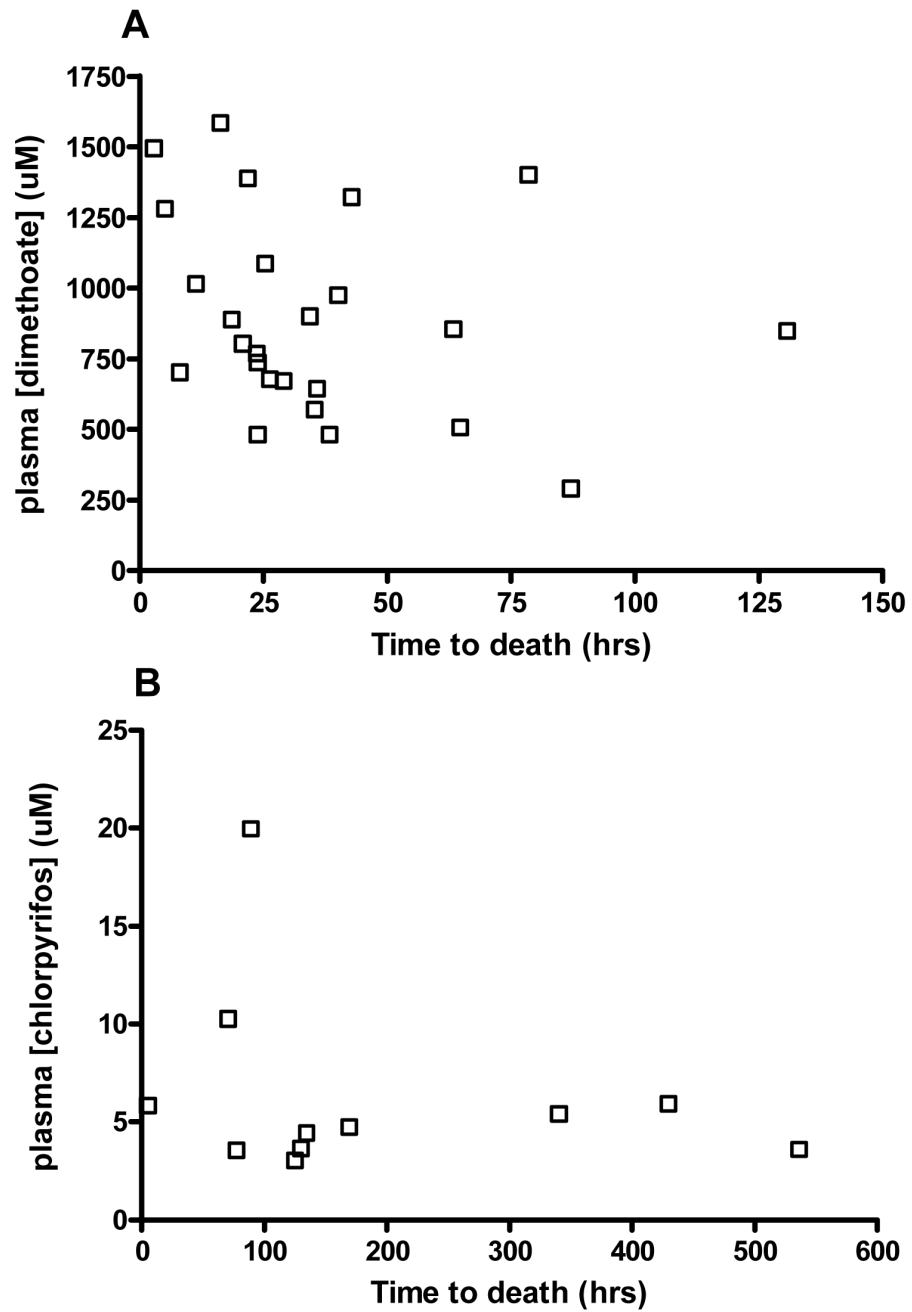 A
1750
1500
1250
1000
750
500
250
0
plasma [dimethoate] (uM)
0 25 50 75 100 125 150
Time to death (hrs)
B
25
20
15
10
5
0
plasma [chlorpyrifos] (uM)
0 100 200 300 400 500 600
Time to death (hrs)